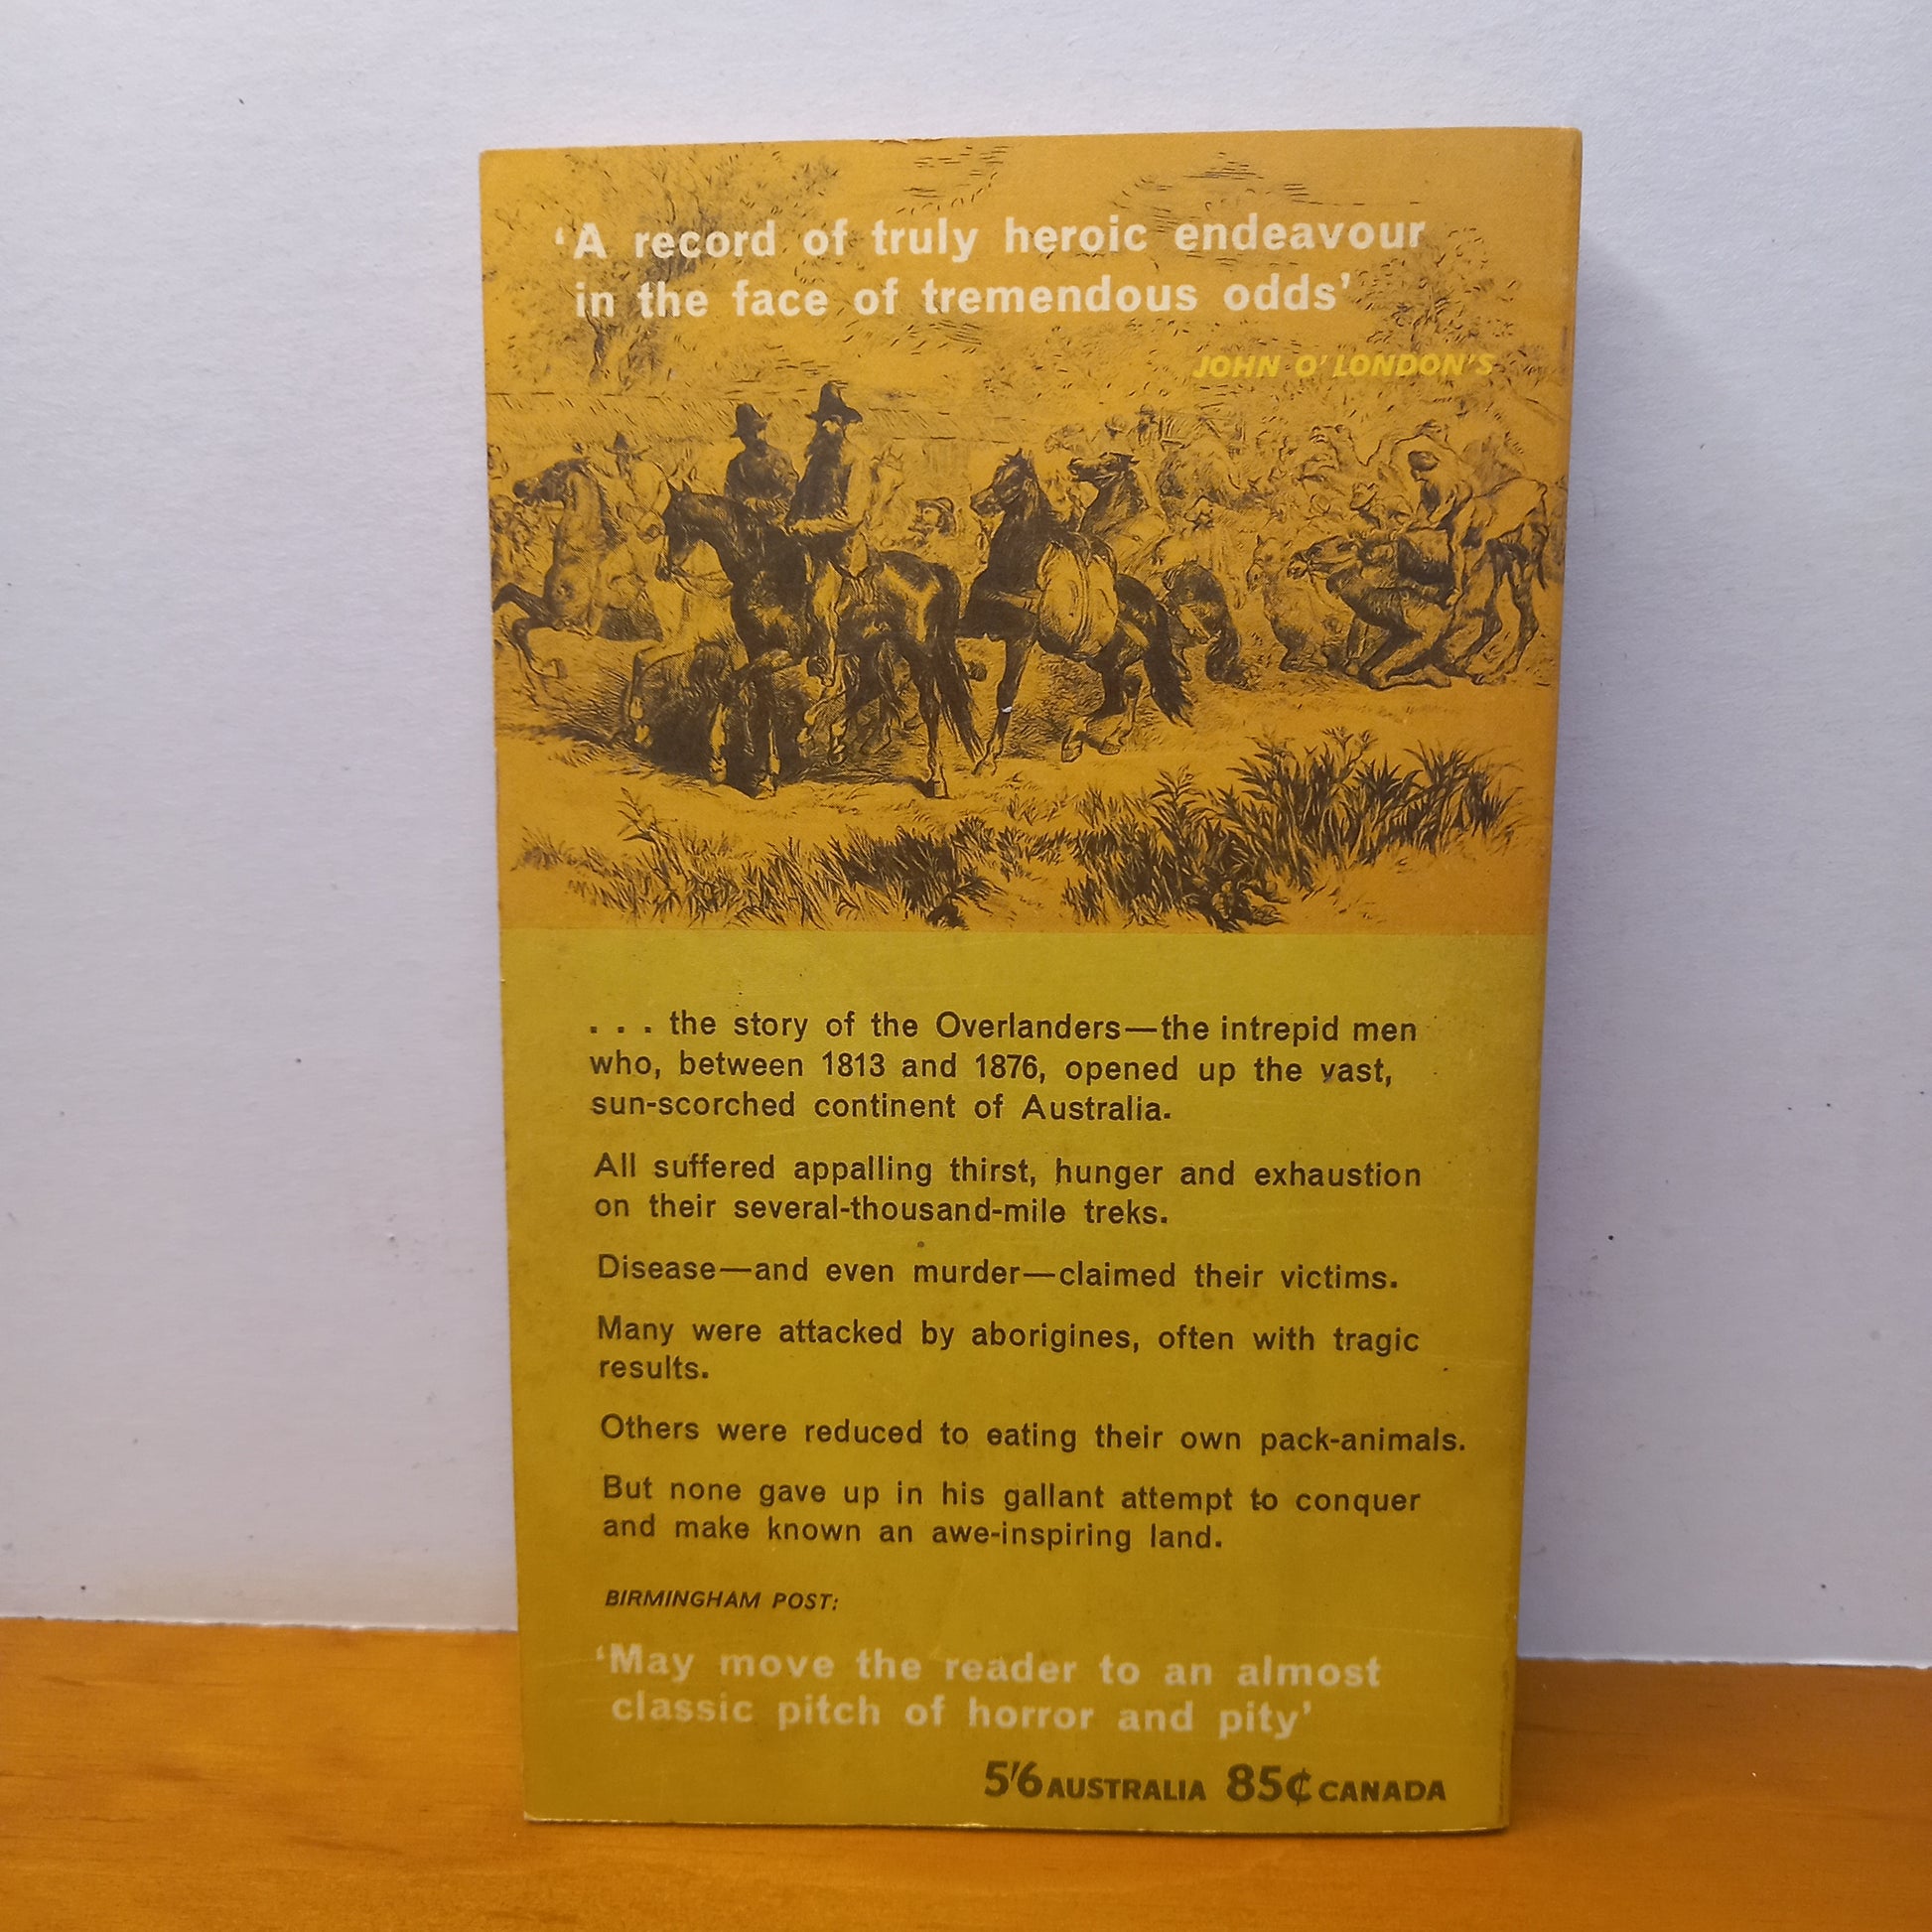 ‘A record of truly heroic endeavour
in the face of tremendous odds’
JOHN O’ LONDON’S
. . . the story of the Overlanders—the intrepid men
who, between 1813 and 1876, opened up the vast,
sun-scorched continent of Australia.
All suffered appalling thirst, hunger and exhaustion
on their several-thousand-mile treks.
Disease—and even murder—claimed their victims.
Many were attacked by aborigines, often with tragic
results.
Others were reduced to eating their own pack-animals.
But none gave up in his gallant attempt to conquer
and make known an awe-inspiring land.
BIRMINGHAM POST:
‘May move the reader to an almost
classic pitch of horror and pity’
5’6 AUSTRALIA 85¢ CANADA